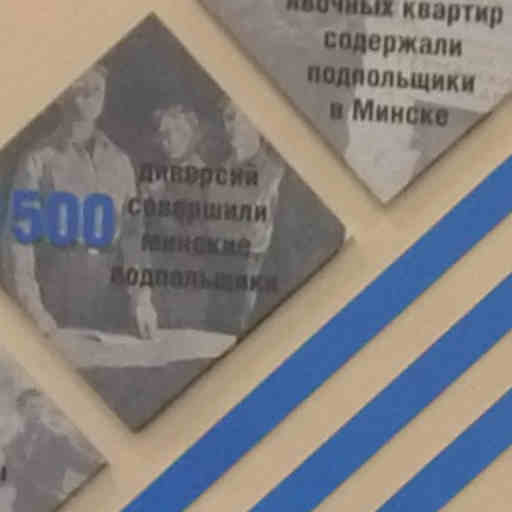 явочных квартир
содержали
подпольщики
в Минске
500
диверсий
совершили
минские
подпольщики